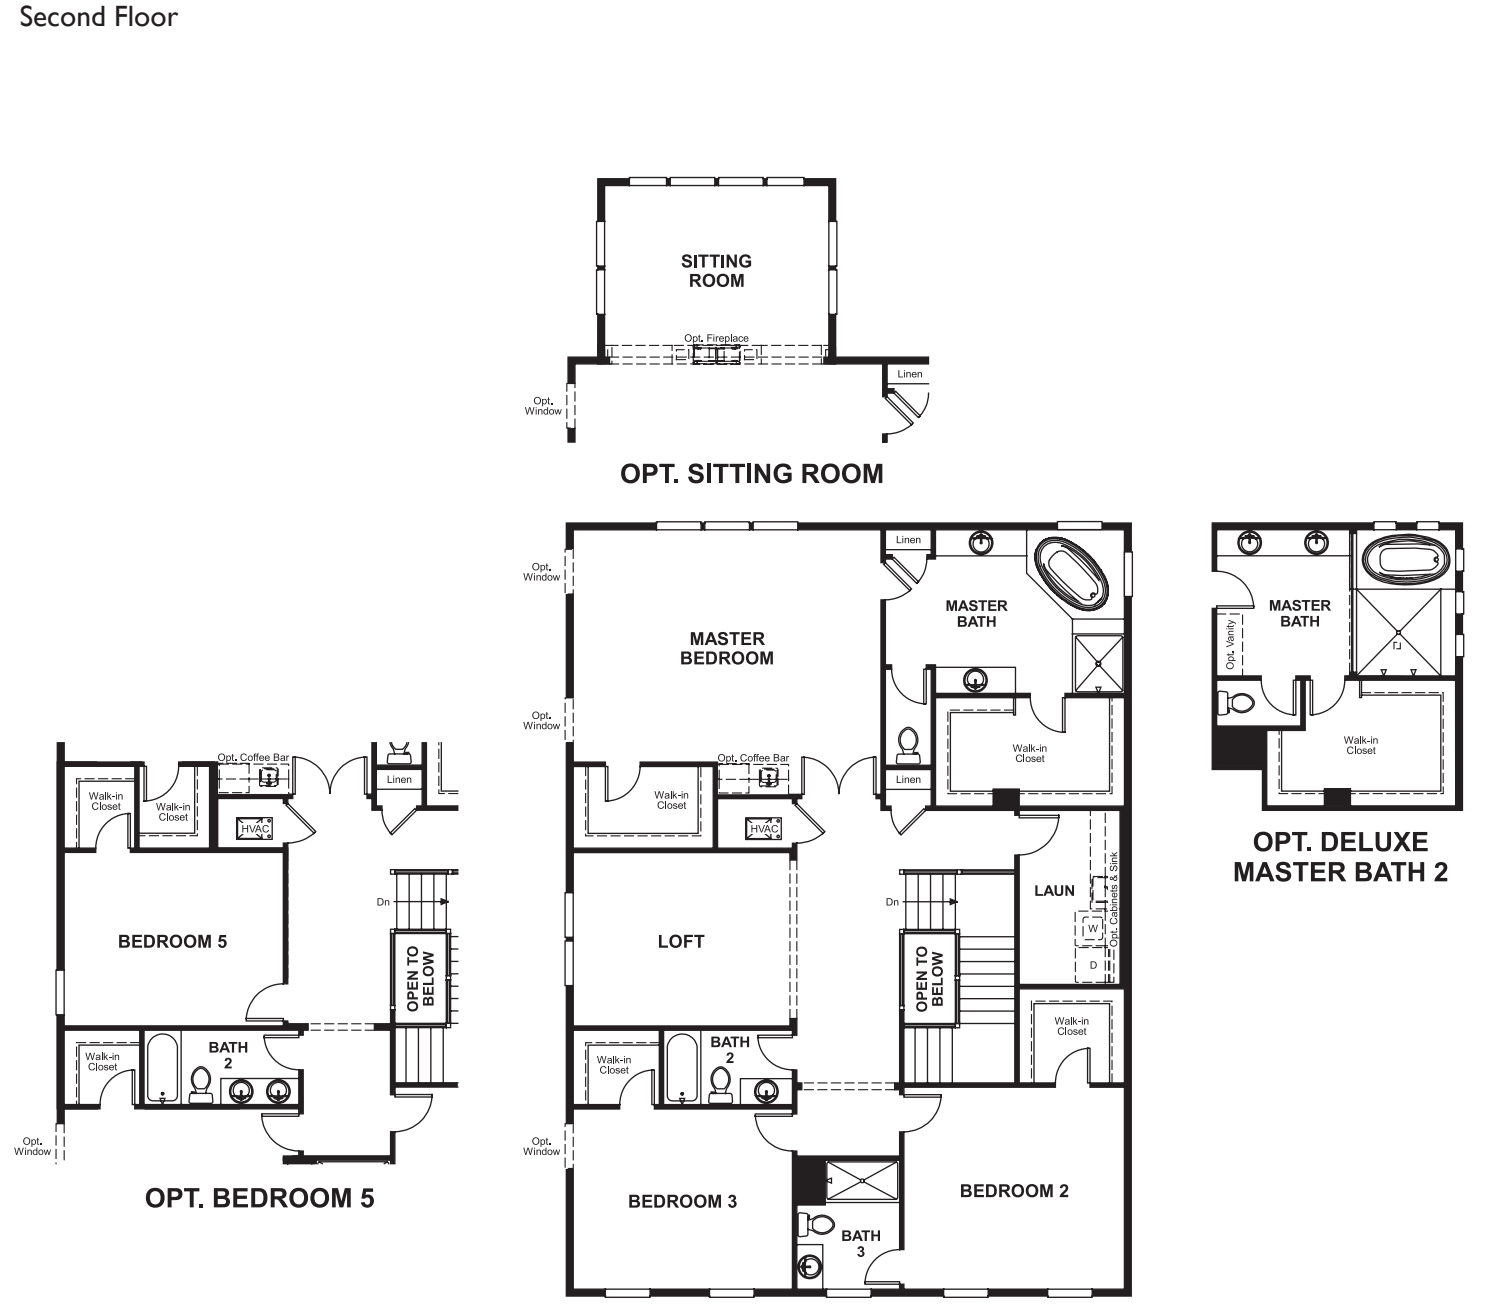 Second Floor
SITTING
ROOM
Opt. Fireplace
Linen
Opt.
Window
OPT. SITTING ROOM
Opt.
Window
Linen
MASTER
BATH
MASTER
BEDROOM
Opt.
Window
Opt. Coffee Bar
Walk-in
Closet
Walk-in
Closet
Linen
HVAC
LAUN
Opt. Cabinets & Sink
W
D
Dn
LOFT
OPEN TO
BELOW
Walk-in
Closet
BATH
2
Walk-in
Closet
Opt.
Window
BEDROOM 3
BEDROOM 2
BATH
3
MASTER
BATH
Opt. Vanity
Walk-in
Closet
OPT. DELUXE
MASTER BATH 2
Opt. Coffee Bar
Linen
Walk-in
Closet
Walk-in
Closet
HVAC
Dn
BEDROOM 5
OPEN TO
BELOW
BATH
2
Walk-in
Closet
Opt.
Window
OPT. BEDROOM 5